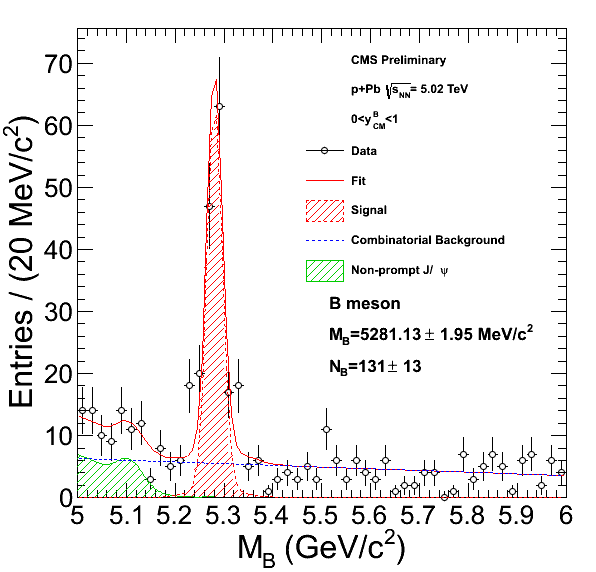 CMS Preliminary
p+Pb √sNN= 5.02 TeV
0<yBCM<1
Data
Fit
Signal
Combinatorial Background
Non-prompt J/ ψ
B meson
MB=5281.13 ± 1.95 MeV/c2
NB=131± 13
Entries / (20 MeV/c2)
70
60
50
40
30
20
10
0
5 5.1 5.2 5.3 5.4 5.5 5.6 5.7 5.8 5.9 6
MB (GeV/c2)